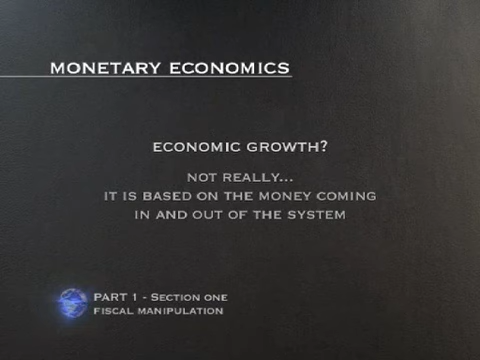 MONETARY ECONOMICS
ECONOMIC GROWTH?
NOT REALLY...
IT IS BASED ON THE MONEY COMING
IN AND OUT OF THE SYSTEM
PART 1 - SECTION ONE
FISCAL MANIPULATION